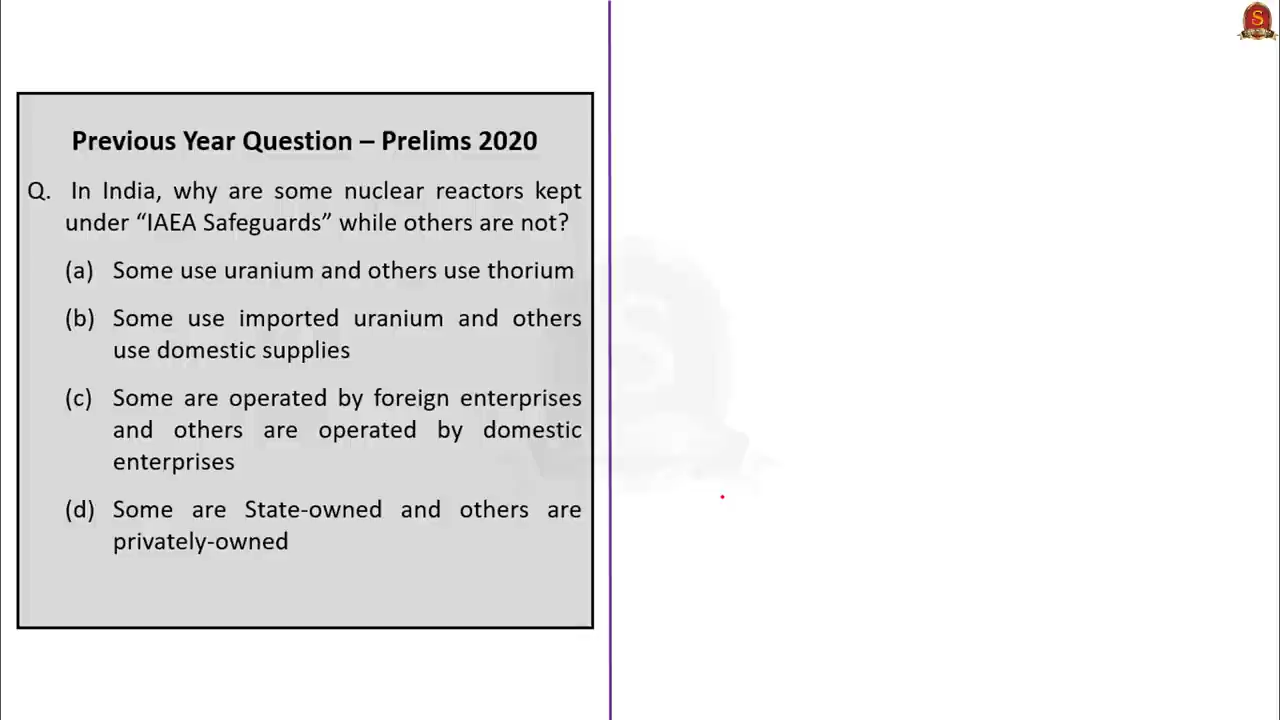 Previous Year Question – Prelims 2020
Q. In India, why are some nuclear reactors kept
under “IAEA Safeguards” while others are not?
(a) Some use uranium and others use thorium
(b) Some use imported uranium and others
use domestic supplies
(c) Some are operated by foreign enterprises
and others are operated by domestic
enterprises
(d) Some are State-owned and others are
privately-owned
S